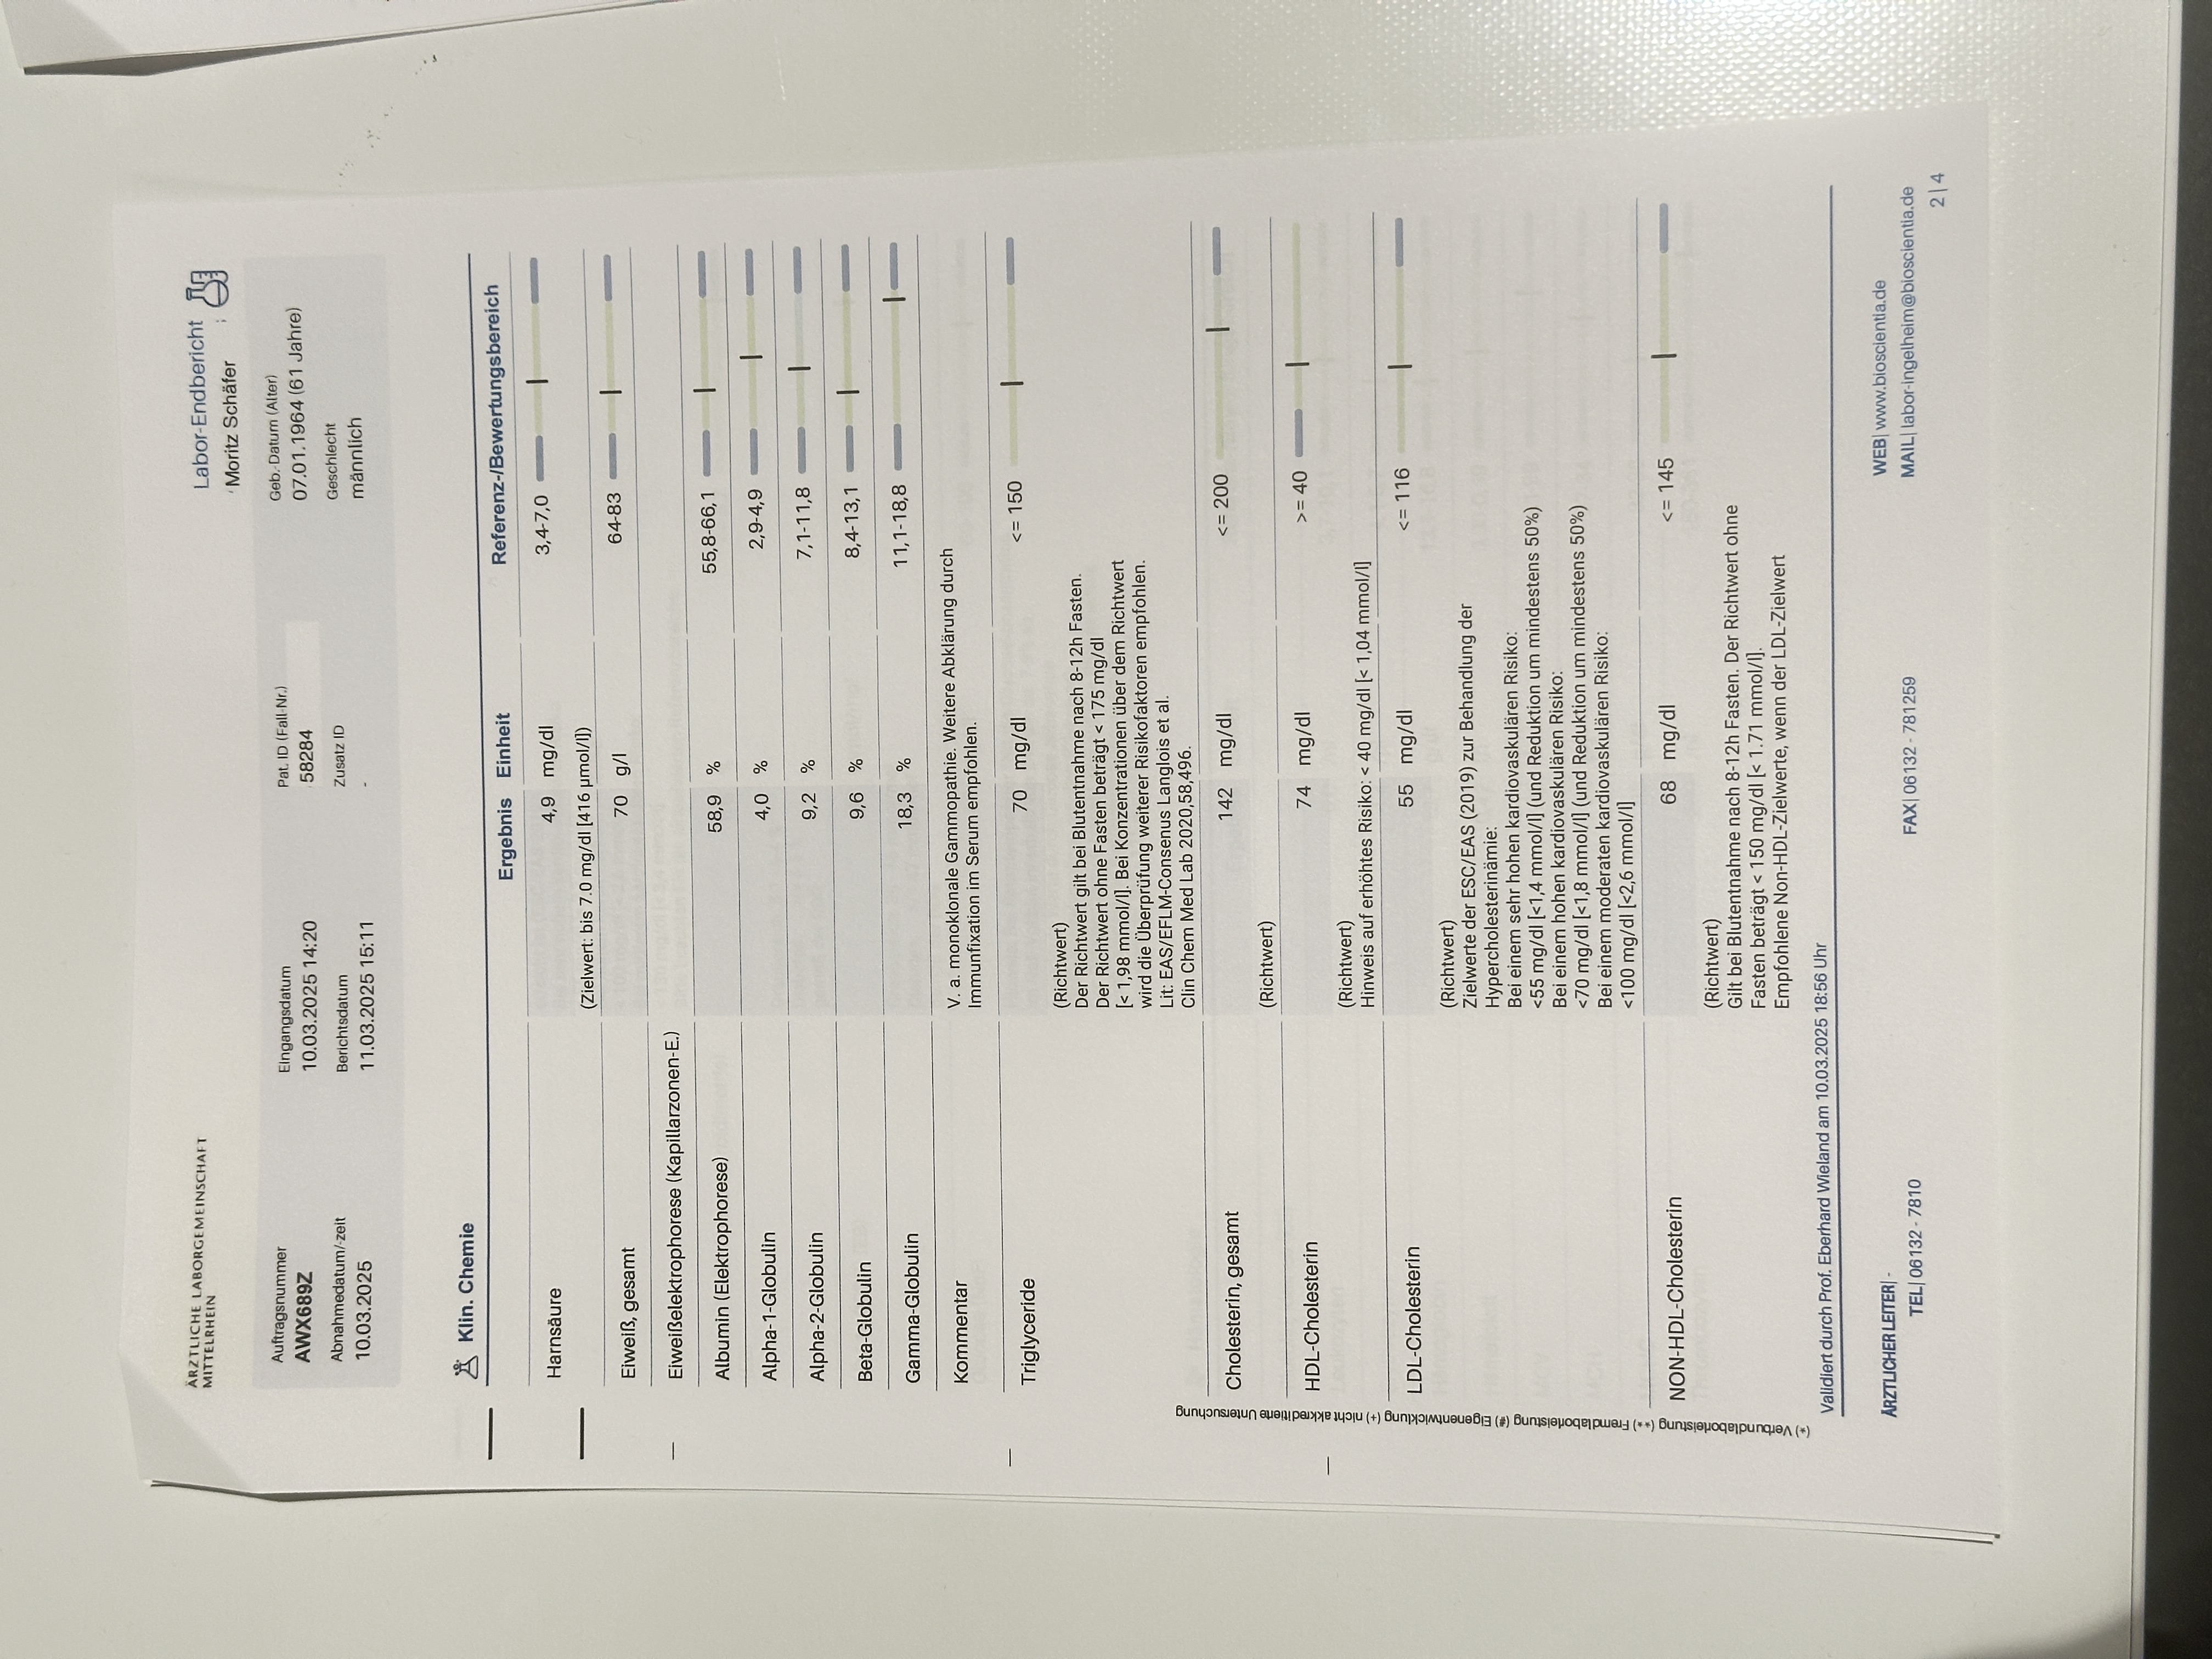 ÄRZTLICHE LABORGEMEINSCHAFT
MITTELRHEIN
Labor-Endbericht
Moritz Schäfer
Auftragsnummer
AWX689Z
Abnahmedatum/-zeit
10.03.2025
Eingangsdatum
10.03.2025 14:20
Berichtsdatum
11.03.2025 15:11
Pat. ID (Fall-Nr.)
58284
Zusatz ID
-
Geb.-Datum (Alter)
07.01.1964 (61 Jahre)
Geschlecht
männlich
Klin. Chemie
Ergebnis Einheit Referenz-/Bewertungsbereich
Harnsäure 4,9 mg/dl 3,4-7,0
(Zielwert: bis 7.0 mg/dl [416 µmol/l])
Eiweiß, gesamt 70 g/l 64-83
Eiweißelektrophorese (Kapillarzonen-E.)
Albumin (Elektrophorese) 58,9 % 55,8-66,1
Alpha-1-Globulin 4,0 % 2,9-4,9
Alpha-2-Globulin 9,2 % 7,1-11,8
Beta-Globulin 9,6 % 8,4-13,1
Gamma-Globulin 18,3 % 11,1-18,8
Kommentar V. a. monoklonale Gammopathie. Weitere Abklärung durch
Immunfixation im Serum empfohlen.
Triglyceride 70 mg/dl <= 150
(Richtwert)
Der Richtwert gilt bei Blutentnahme nach 8-12h Fasten.
Der Richtwert ohne Fasten beträgt < 175 mg/dl
[< 1,98 mmol/l]. Bei Konzentrationen über dem Richtwert
wird die Überprüfung weiterer Risikofaktoren empfohlen.
Lit: EAS/EFLM-Consenus Langlois et al.
Clin Chem Med Lab 2020,58,496.
Cholesterin, gesamt 142 mg/dl <= 200
(Richtwert)
HDL-Cholesterin 74 mg/dl >= 40
(Richtwert)
Hinweis auf erhöhtes Risiko: < 40 mg/dl [< 1,04 mmol/l]
LDL-Cholesterin 55 mg/dl <= 116
(Richtwert)
Zielwerte der ESC/EAS (2019) zur Behandlung der
Hypercholesterinämie:
Bei einem sehr hohen kardiovaskulären Risiko:
<55 mg/dl [<1,4 mmol/l] (und Reduktion um mindestens 50%)
Bei einem hohen kardiovaskulären Risiko:
<70 mg/dl [<1,8 mmol/l] (und Reduktion um mindestens 50%)
Bei einem moderaten kardiovaskulären Risiko:
<100 mg/dl [<2,6 mmol/l]
NON-HDL-Cholesterin 68 mg/dl <= 145
(Richtwert)
Gilt bei Blutentnahme nach 8-12h Fasten. Der Richtwert ohne
Fasten beträgt < 150 mg/dl [< 1.71 mmol/l].
Empfohlene Non-HDL-Zielwerte, wenn der LDL-Zielwert
(*) Verbundlaborleistung (**) Fremdlaborleistung (#) Eigenentwicklung (+) nicht akkreditierte Untersuchung
Validiert durch Prof. Eberhard Wieland am 10.03.2025 18:56 Uhr
ÄRZTLICHER LEITER| -
TEL| 06132 - 7810
FAX| 06132 - 781259
WEB| www.bioscientia.de
MAIL| labor-ingelheim@bioscientia.de
2|4